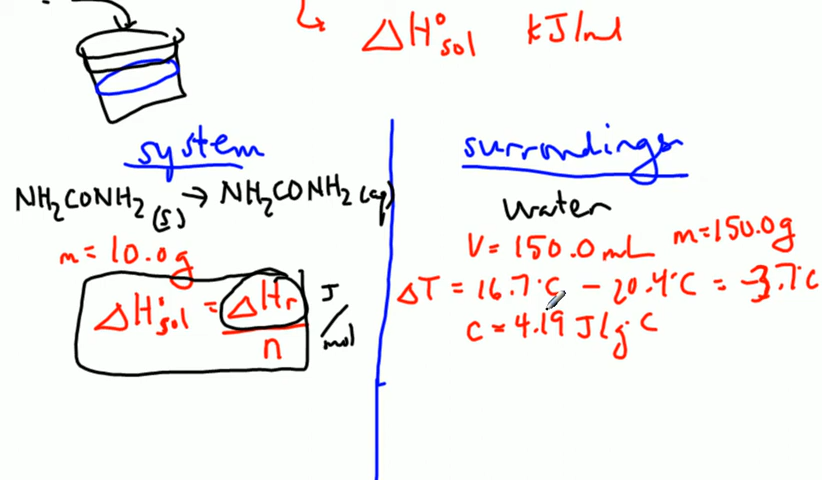 ΔH°sol kJ/mol
system
NH₂CONH₂(s) → NH₂CONH₂(aq)
m = 10.0g
ΔH°sol = ΔHr / n J/mol
surrondings
water
V = 150.0 mL m=150.0g
ΔT = 16.7°C - 20.4°C = -3.7°C
c = 4.19 J/g°C